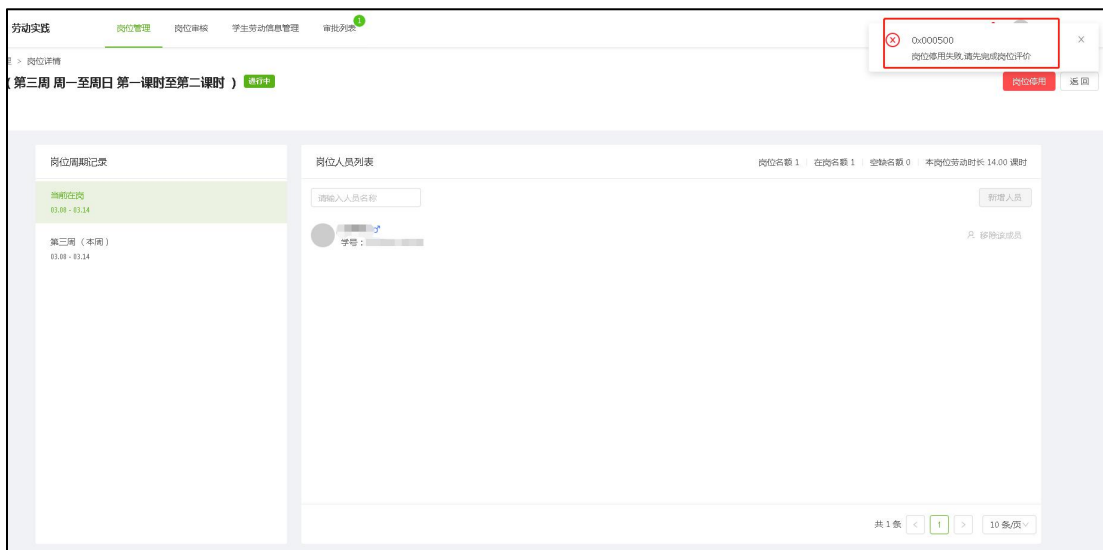 劳动实践
岗位管理
岗位审核
学生劳动信息管理
审批列表
1
0x000500
岗位停用失败,请先完成岗位评价
> 岗位详情
(第三周 周一至周日 第一课时至第二课时 )
进行中
岗位停用
返回
岗位周期记录
当前在岗
03.08 - 03.14
第三周 (本周)
03.08 - 03.14
岗位人员列表
岗位名额 1
在岗名额 1
空缺名额 0
本岗位劳动时长 14.00 课时
请输入人员名称
新增人员
学号:
移除该成员
共 1 条
<
1
>
10 条/页